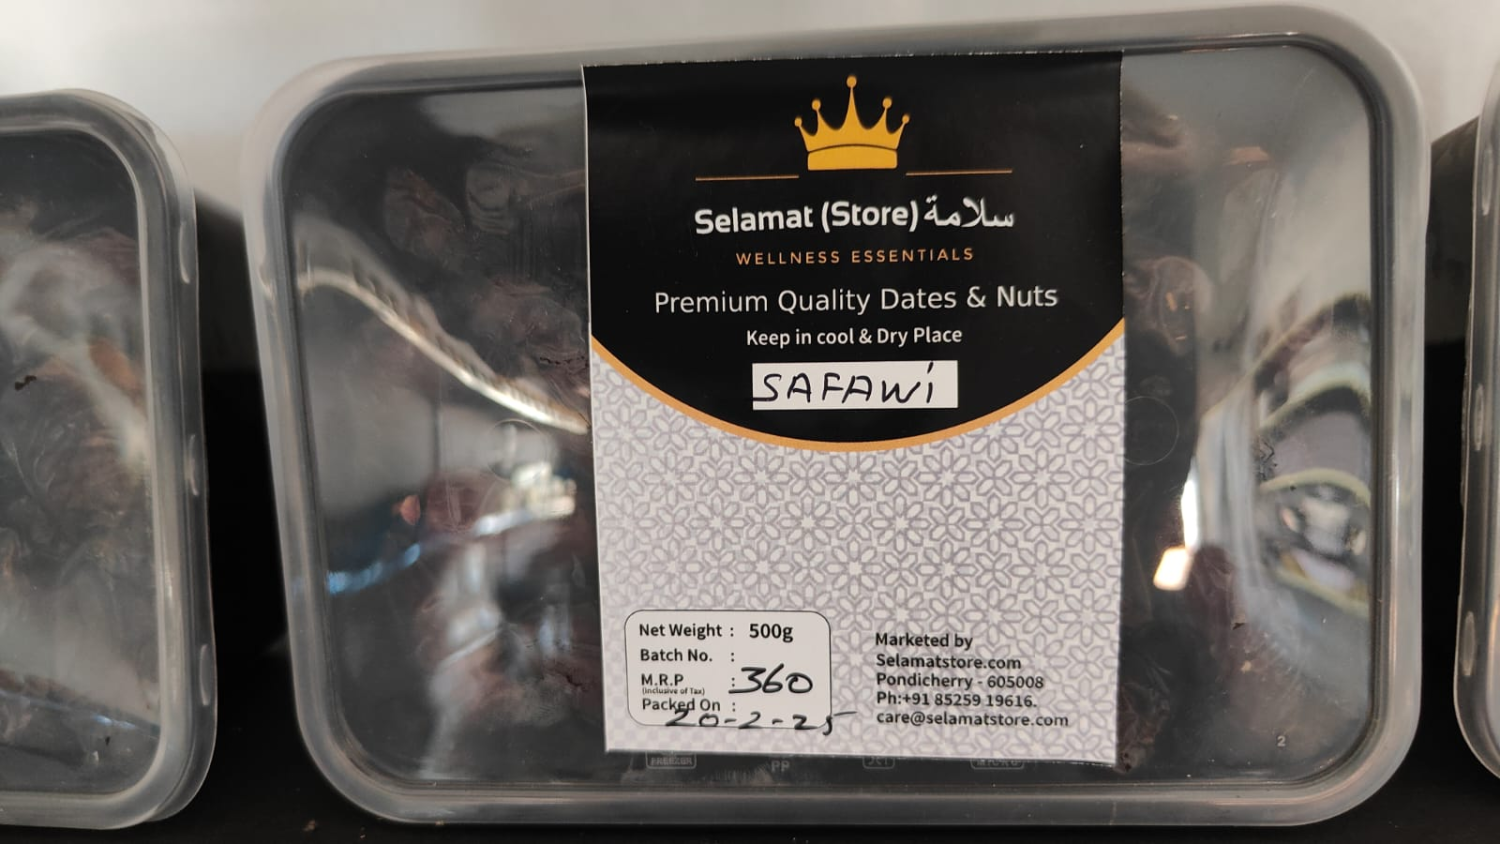 Selamat (Store) سلامة
WELLNESS ESSENTIALS
Premium Quality Dates & Nuts
Keep in cool & Dry Place
SAFAWi
Net Weight : 500g
Batch No. :
M.R.P : 360
(inclusive of Tax)
Packed On :
20-2-25
Marketed by
Selamatstore.com
Pondicherry - 605008
Ph:+91 85259 19616.
care@selamatstore.com
PP
2